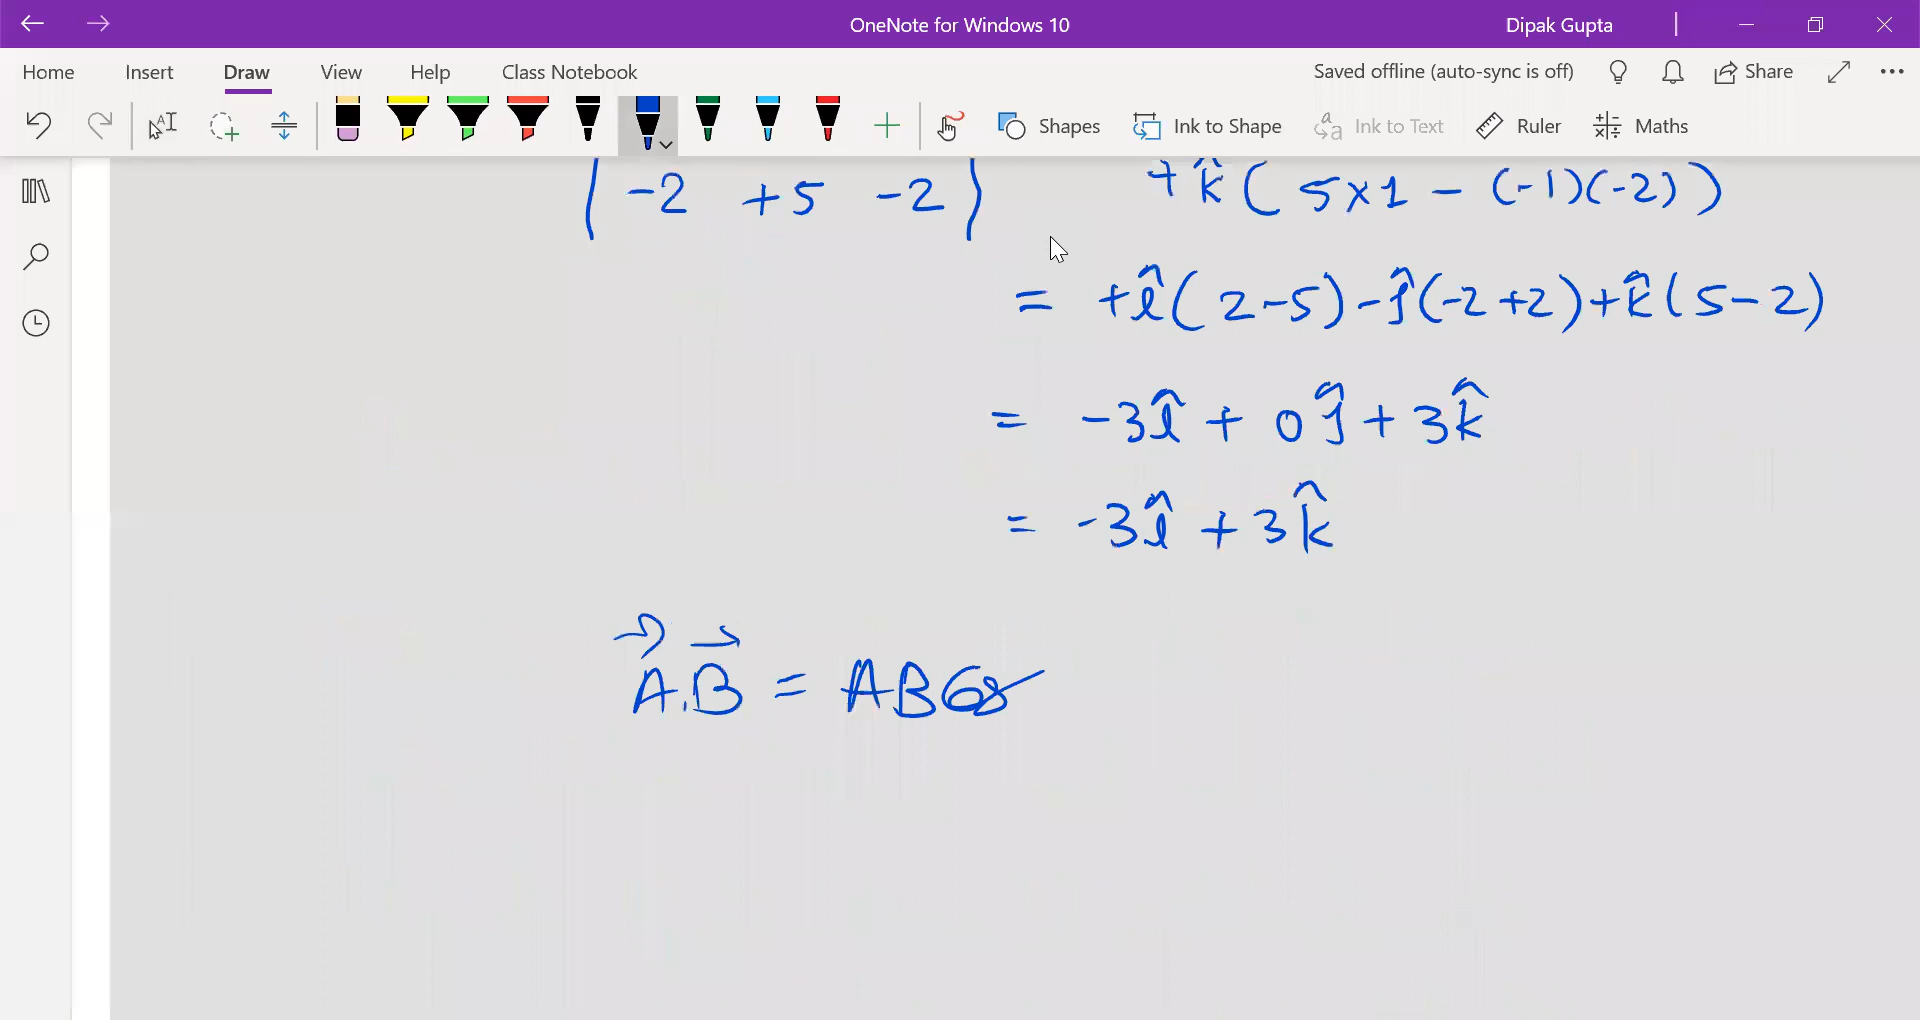 OneNote for Windows 10
Dipak Gupta
Home Insert Draw View Help Class Notebook
Saved offline (auto-sync is off) Share
Shapes Ink to Shape Ink to Text Ruler Maths
| -2 +5 -2 |
+ k̂ ( 5×1 - (-1)(-2) )
= +î( 2-5)-ĵ(-2+2)+k̂(5-2)
= -3î + 0ĵ + 3k̂
= -3î + 3k̂
A⃗.B⃗ = ABCos